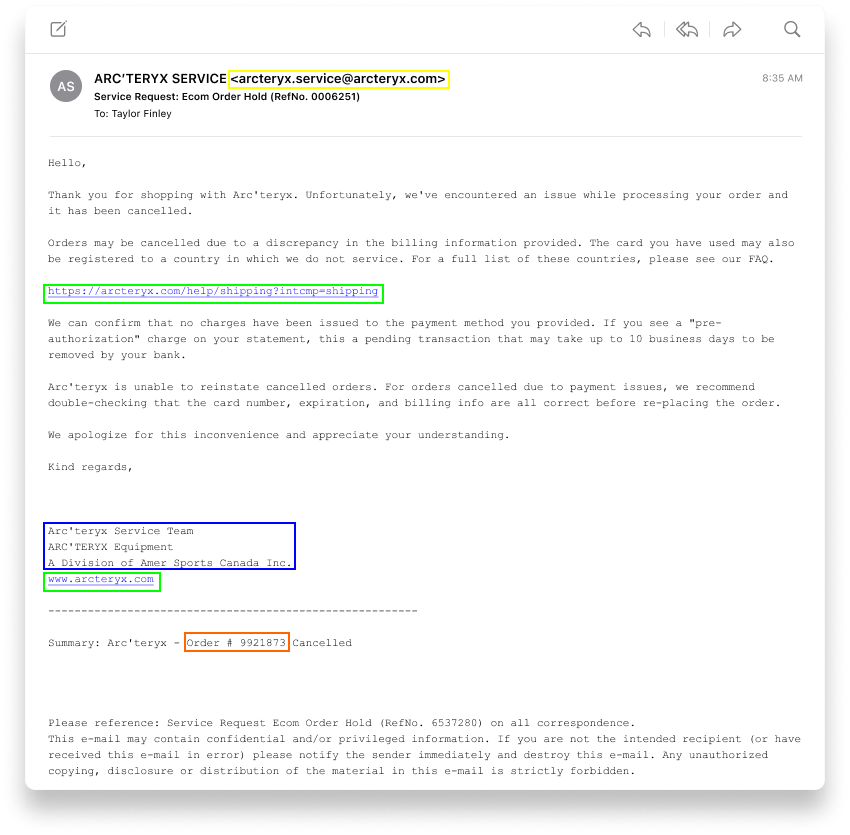 AS
ARC'TERYX SERVICE <arcteryx.service@arcteryx.com>
8:35 AM
Service Request: Ecom Order Hold (RefNo. 0006251)
To: Taylor Finley
Hello,
Thank you for shopping with Arc'teryx. Unfortunately, we've encountered an issue while processing your order and
it has been cancelled.
Orders may be cancelled due to a discrepancy in the billing information provided. The card you have used may also
be registered to a country in which we do not service. For a full list of these countries, please see our FAQ.
https://arcteryx.com/help/shipping?intcmp=shipping
We can confirm that no charges have been issued to the payment method you provided. If you see a "pre-
authorization" charge on your statement, this a pending transaction that may take up to 10 business days to be
removed by your bank.
Arc'teryx is unable to reinstate cancelled orders. For orders cancelled due to payment issues, we recommend
double-checking that the card number, expiration, and billing info are all correct before re-placing the order.
We apologize for this inconvenience and appreciate your understanding.
Kind regards,
Arc'teryx Service Team
ARC'TERYX Equipment
A Division of Amer Sports Canada Inc.
www.arcteryx.com
--------------------------------------------------------
Summary: Arc'teryx - Order # 9921873 Cancelled
Please reference: Service Request Ecom Order Hold (RefNo. 6537280) on all correspondence.
This e-mail may contain confidential and/or privileged information. If you are not the intended recipient (or have
received this e-mail in error) please notify the sender immediately and destroy this e-mail. Any unauthorized
copying, disclosure or distribution of the material in this e-mail is strictly forbidden.